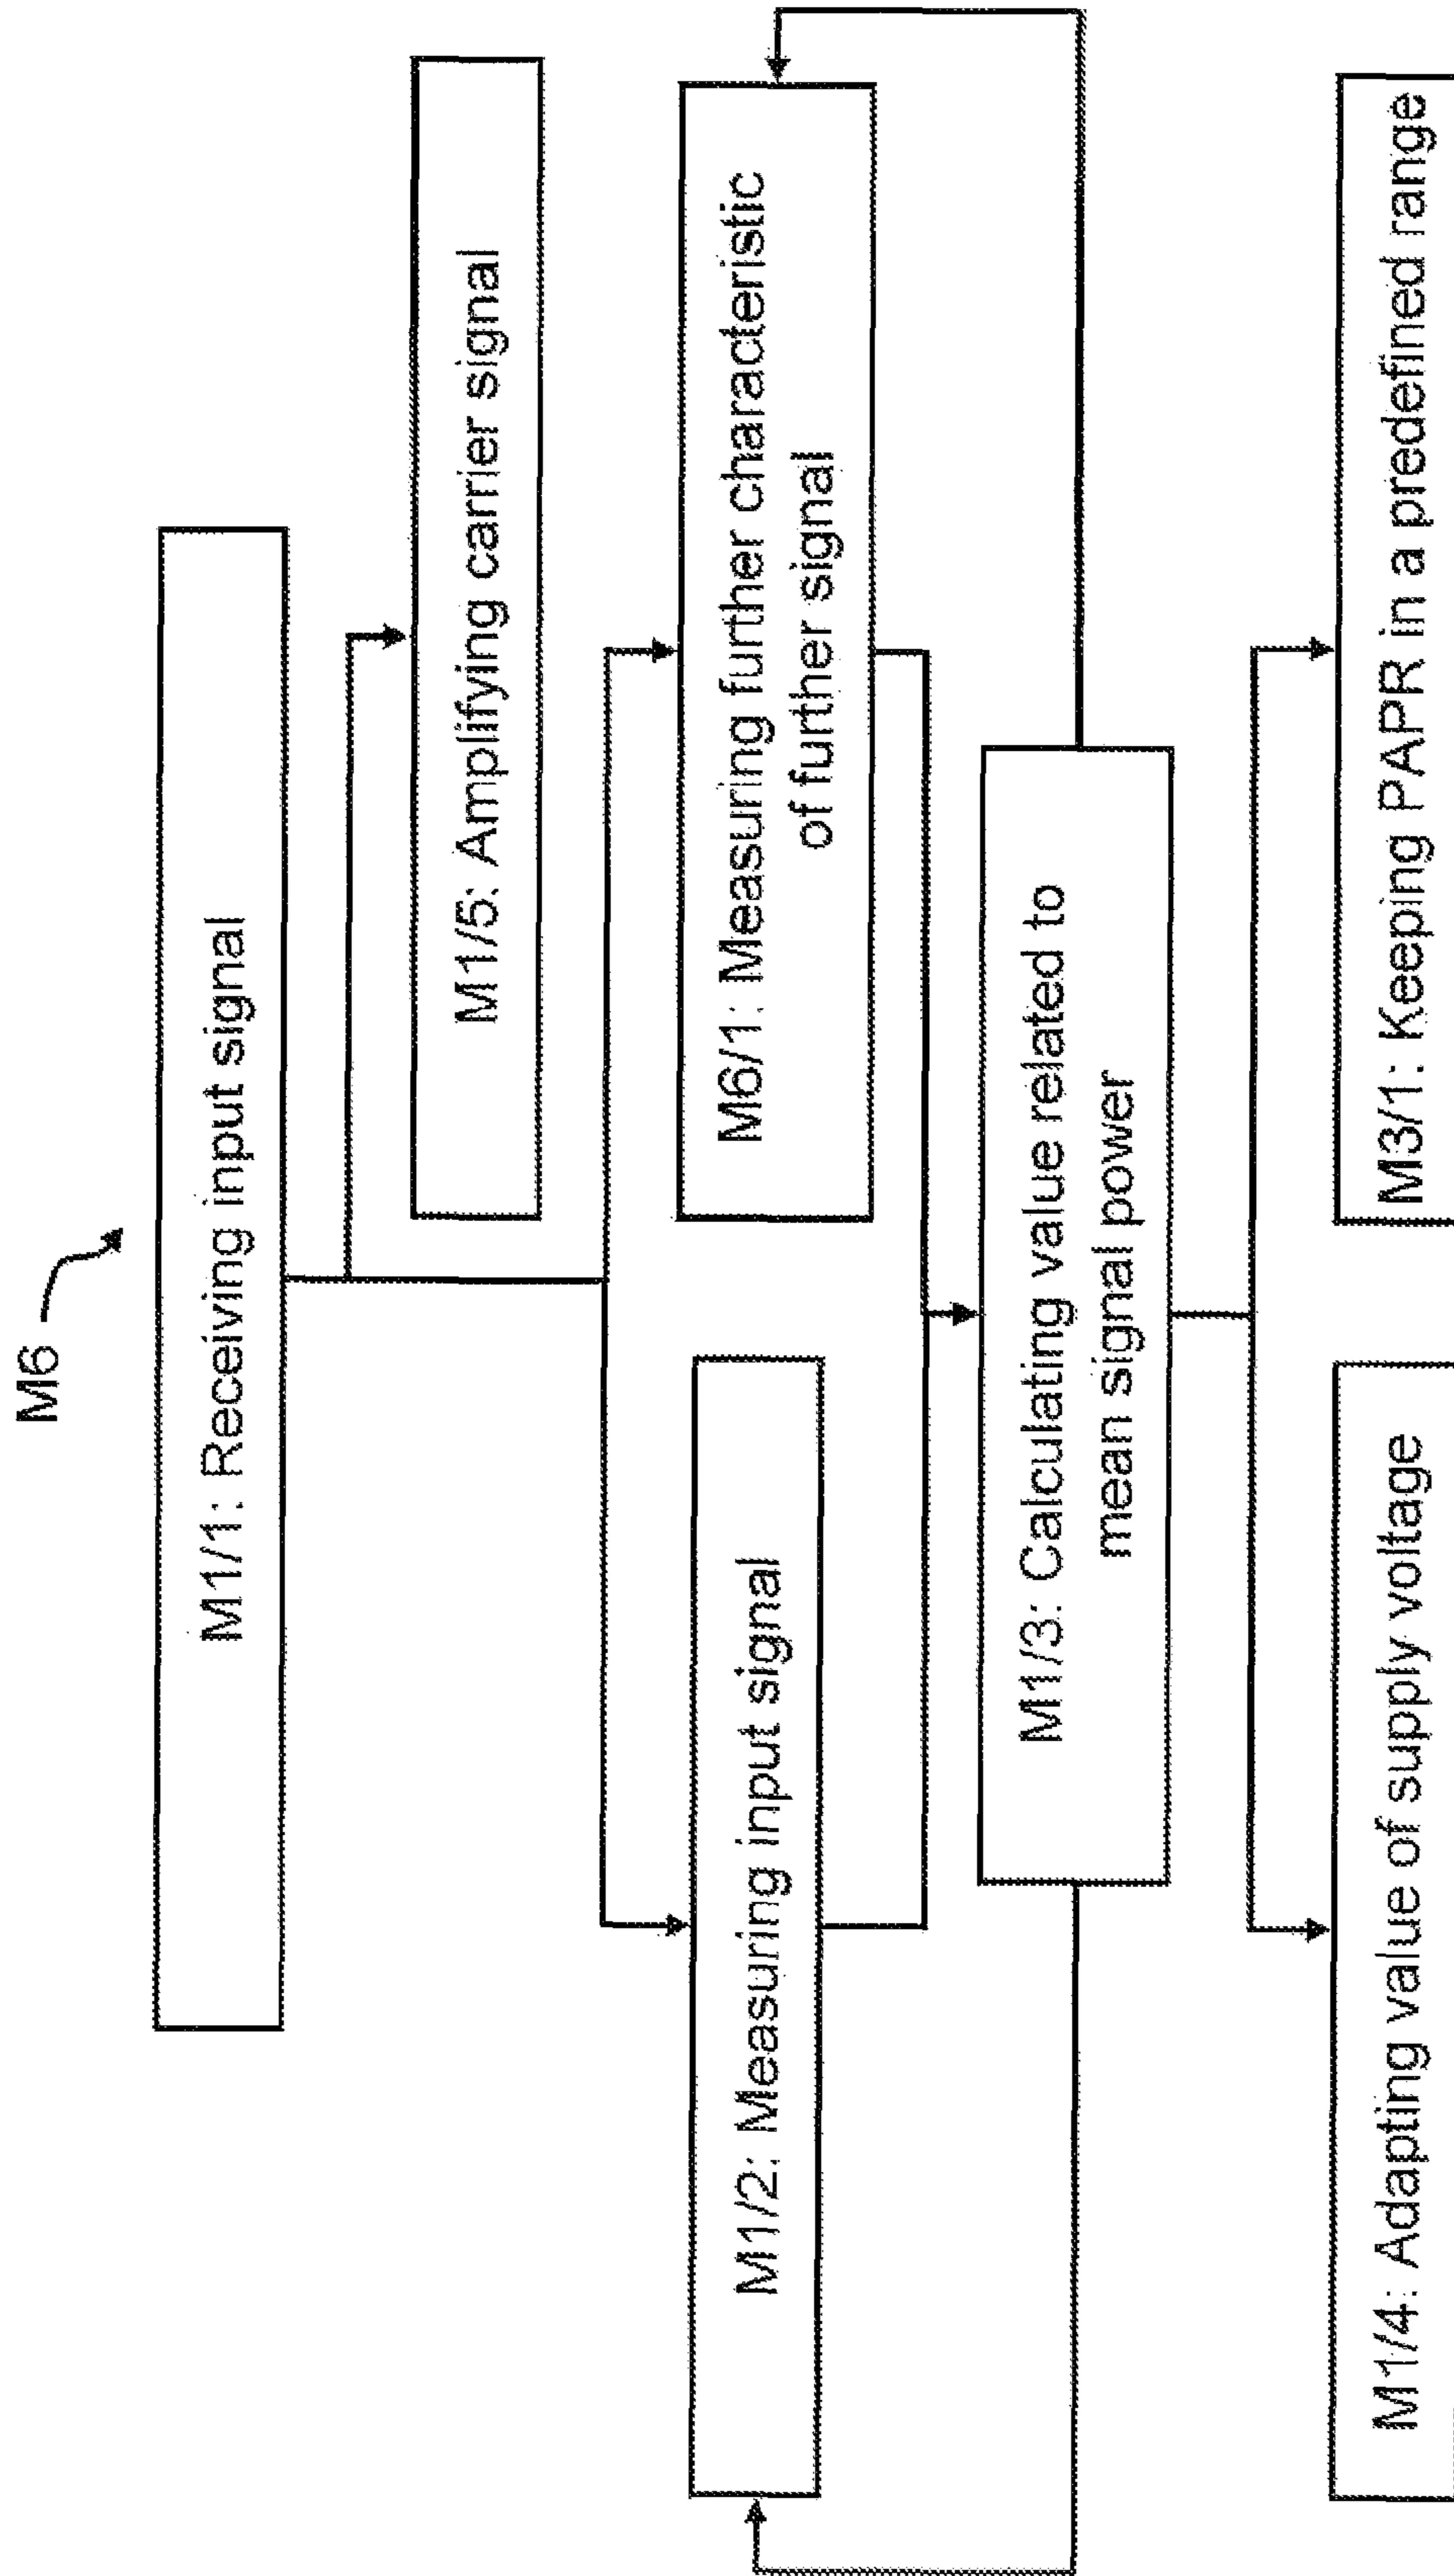 M6
M1/1: Receiving input signal
M1/5: Amplifying carrier signal
M1/2: Measuring input signal
M6/1: Measuring further characteristic
of further signal
M1/3: Calculating value related to
mean signal power
M1/4: Adapting value of supply voltage
M3/1: Keeping PAPR in a predefined range